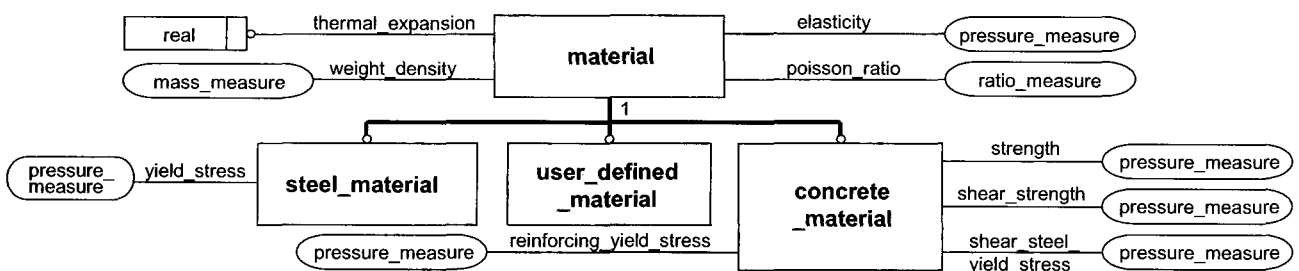 thermal_expansion
elasticity
real
pressure_measure
material
weight_density
poisson_ratio
mass_measure
ratio_measure
1
strength
pressure_measure
pressure_
measure
yield_stress
steel_material
user_defined
_material
concrete
_material
shear_strength
pressure_measure
reinforcing_yield_stress
pressure_measure
shear_steel_
yield_stress
pressure_measure